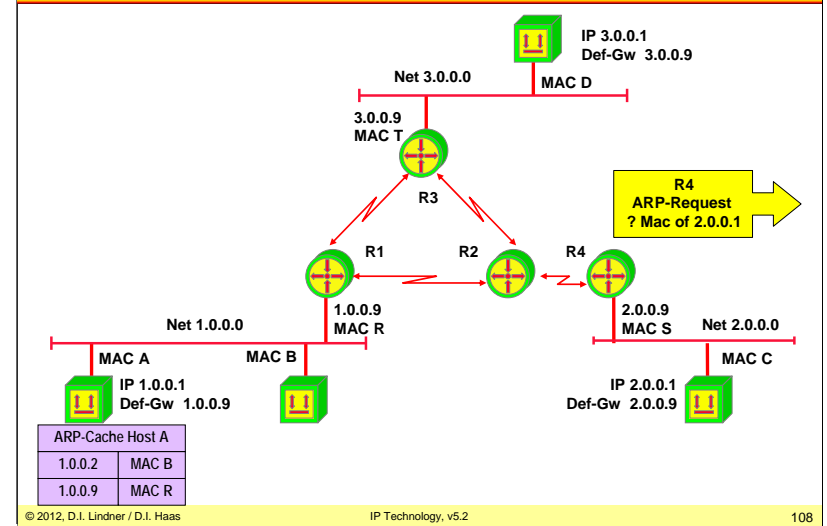 IP 3.0.0.1
Def-Gw 3.0.0.9
Net 3.0.0.0
MAC D
3.0.0.9
MAC T
R3
R4
ARP-Request
? Mac of 2.0.0.1
R1
R2
R4
1.0.0.9
MAC R
2.0.0.9
MAC S
Net 1.0.0.0
Net 2.0.0.0
MAC A
MAC B
MAC C
IP 1.0.0.1
Def-Gw 1.0.0.9
IP 2.0.0.1
Def-Gw 2.0.0.9
ARP-Cache Host A
1.0.0.2 MAC B
1.0.0.9 MAC R
© 2012, D.I. Lindner / D.I. Haas IP Technology, v5.2 108